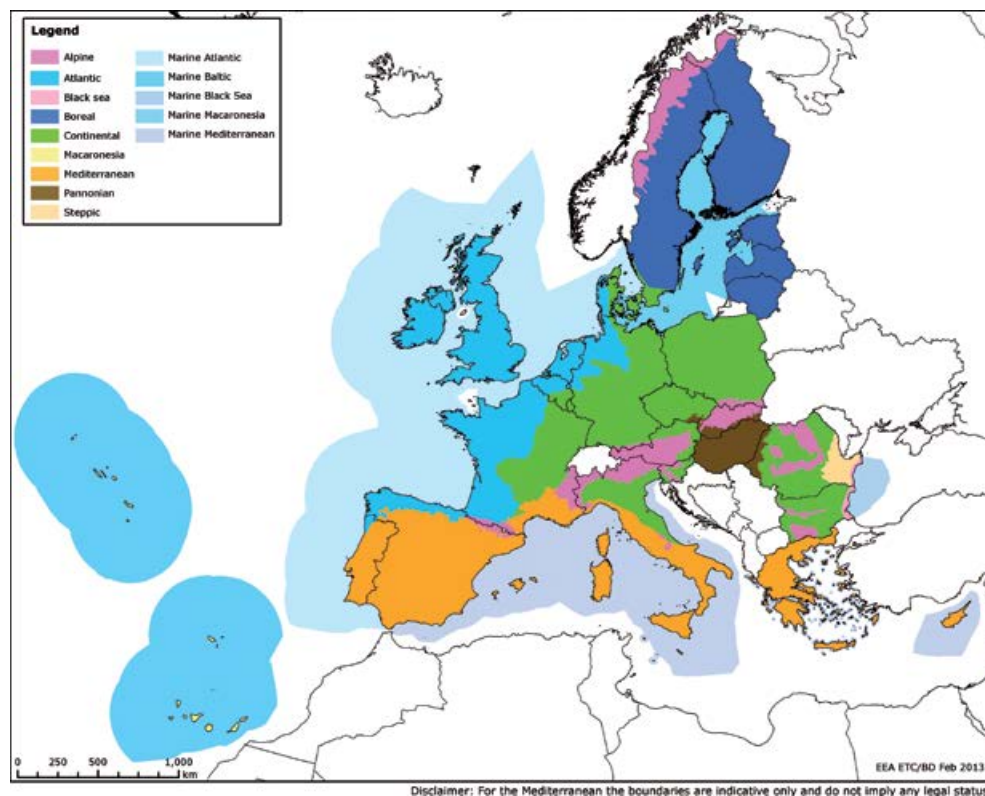 Legend
Alpine
Atlantic
Black sea
Boreal
Continental
Macaronesia
Mediterranean
Pannonian
Steppic
Marine Atlantic
Marine Baltic
Marine Black Sea
Marine Macaronesia
Marine Mediterranean
0 250 500 1,000
km
EEA ETC/BD Feb 2013
Disclaimer: For the Mediterranean the boundaries are indicative only and do not imply any legal status